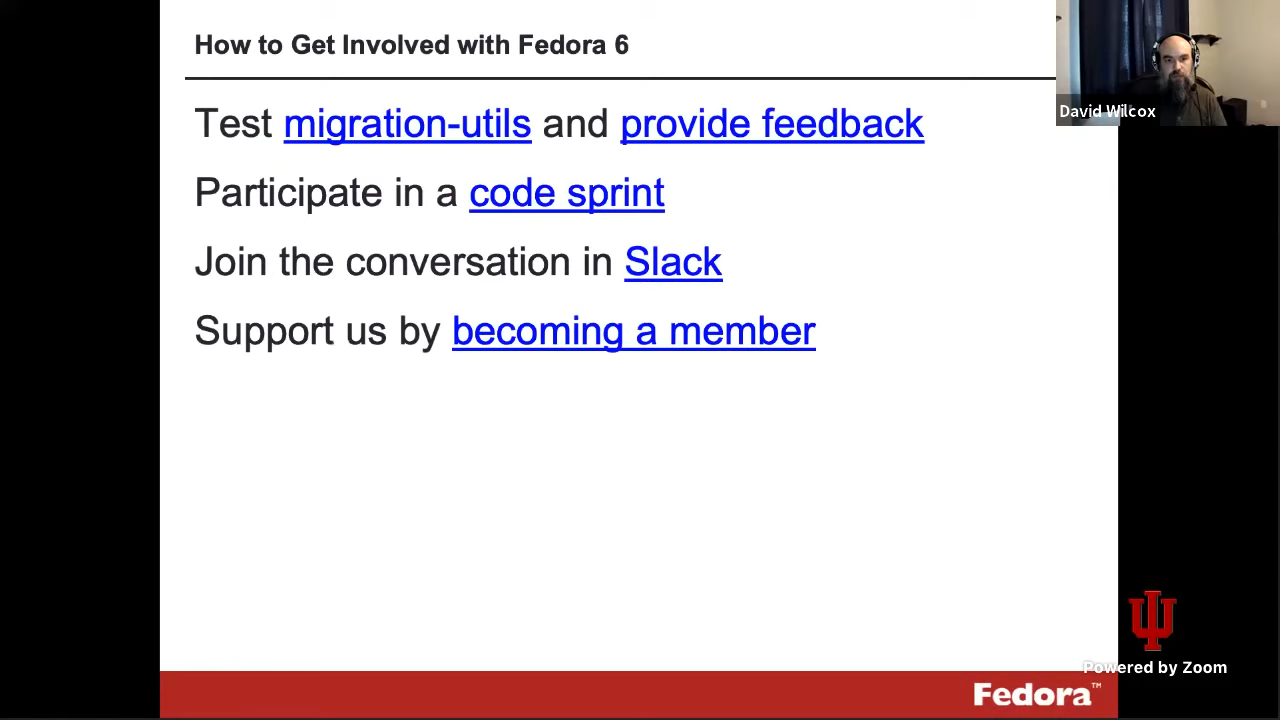 How to Get Involved with Fedora 6
David Wilcox
Test migration-utils and provide feedback
Participate in a code sprint
Join the conversation in Slack
Support us by becoming a member
Powered by Zoom
Fedora™